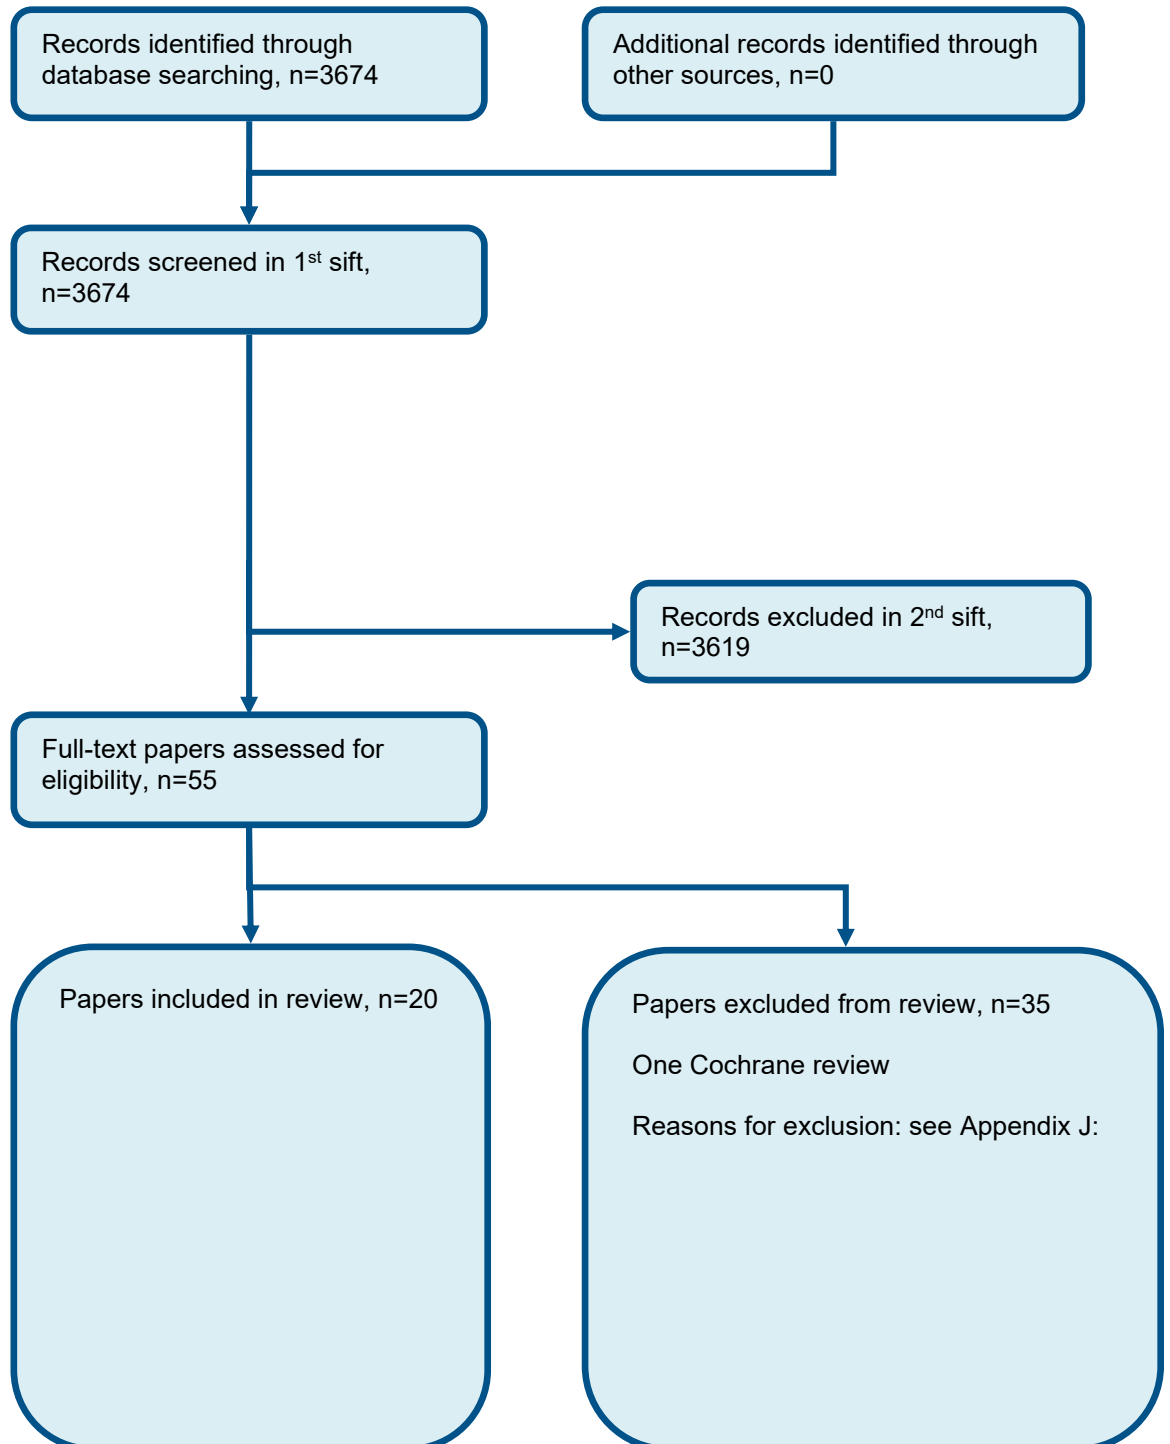 Records identified through
database searching, n=3674
Additional records identified through
other sources, n=0
Records screened in 1st sift,
n=3674
Records excluded in 2nd sift,
n=3619
Full-text papers assessed for
eligibility, n=55
Papers included in review, n=20
Papers excluded from review, n=35
One Cochrane review
Reasons for exclusion: see Appendix J: